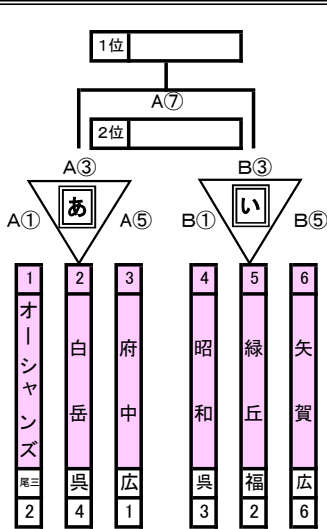 1位
A⑦
2位
A③ B③
あ い
A① A⑤ B① B⑤
1 2 3 4 5 6
オーシャンズ 白岳 府中 昭和 緑丘 矢賀
尾三 呉 広 呉 福 広
2 4 1 3 2 6